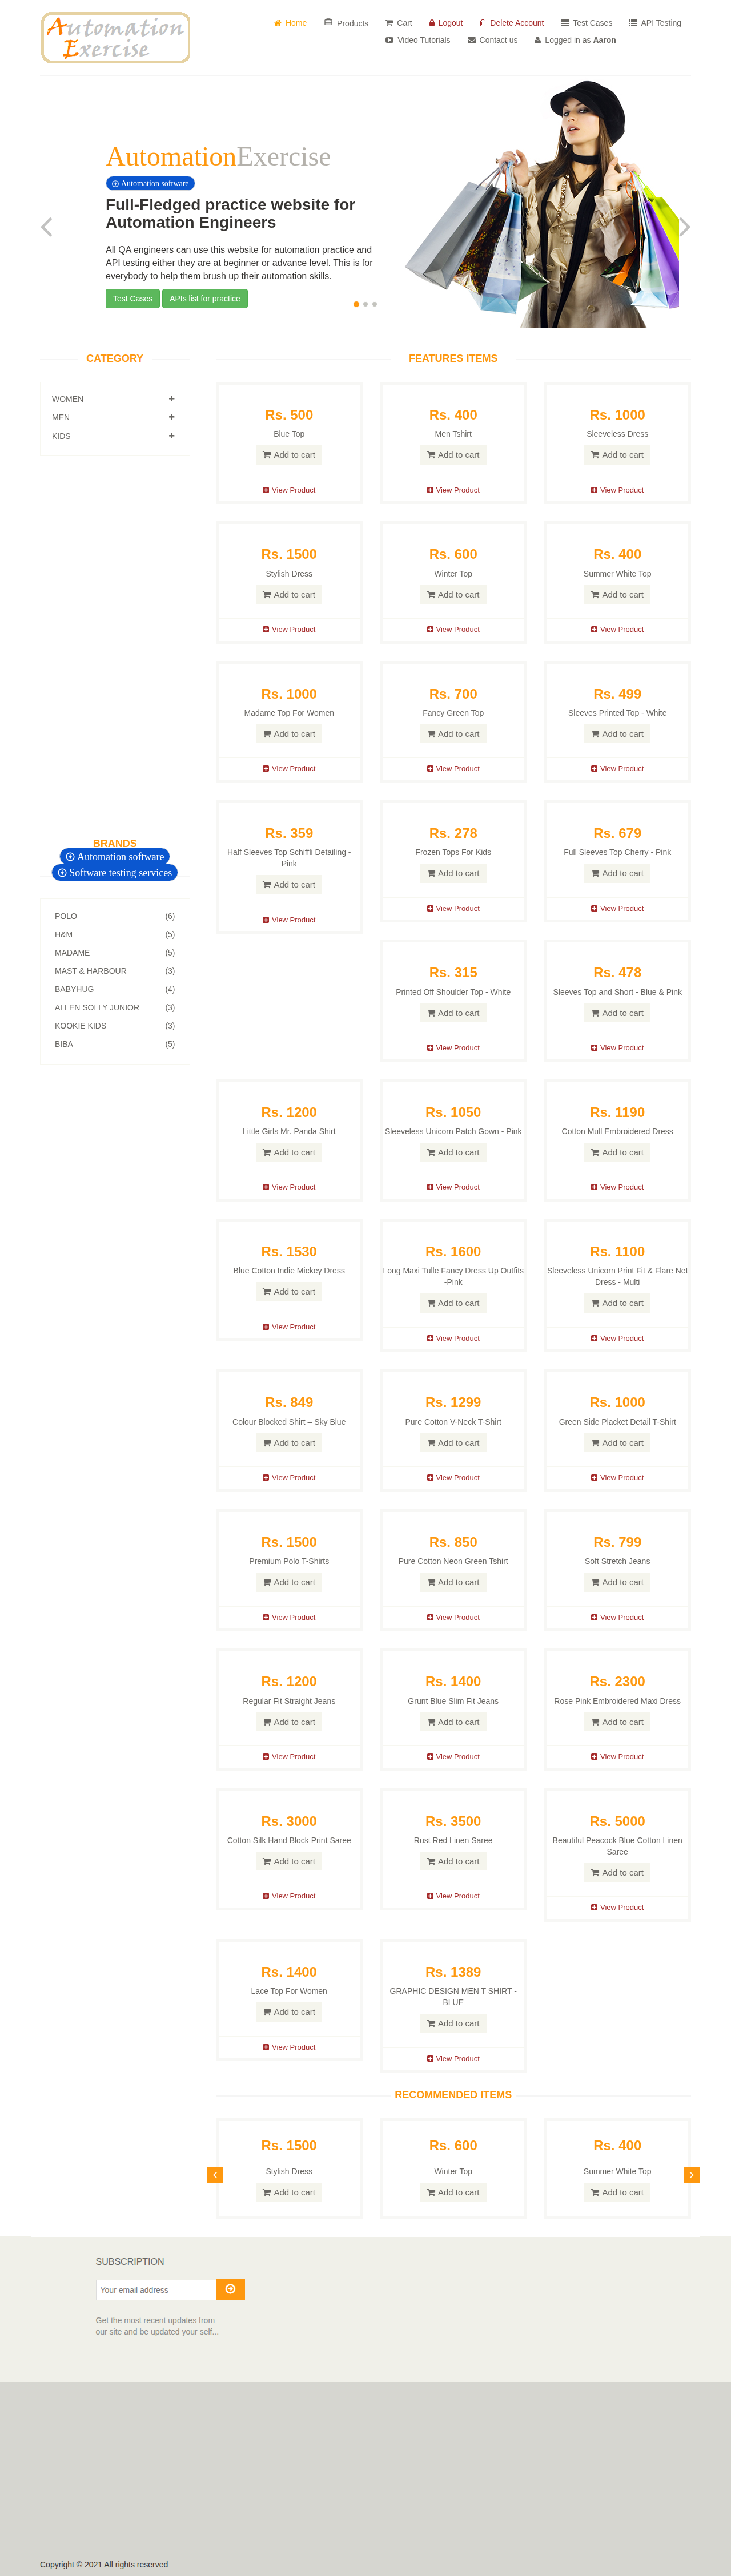 Automation
Exercise
Home
Products
Cart
Logout
Delete Account
Test Cases
API Testing
Video Tutorials
Contact us
Logged in as Aaron
AutomationExercise
Automation software
Full-Fledged practice website for
Automation Engineers
All QA engineers can use this website for automation practice and
API testing either they are at beginner or advance level. This is for
everybody to help them brush up their automation skills.
Test Cases
APIs list for practice
CATEGORY
WOMEN
MEN
KIDS
BRANDS
Automation software
Software testing services
POLO (6)
H&M (5)
MADAME (5)
MAST & HARBOUR (3)
BABYHUG (4)
ALLEN SOLLY JUNIOR (3)
KOOKIE KIDS (3)
BIBA (5)
FEATURES ITEMS
Rs. 500
Blue Top
Add to cart
View Product
Rs. 400
Men Tshirt
Add to cart
View Product
Rs. 1000
Sleeveless Dress
Add to cart
View Product
Rs. 1500
Stylish Dress
Add to cart
View Product
Rs. 600
Winter Top
Add to cart
View Product
Rs. 400
Summer White Top
Add to cart
View Product
Rs. 1000
Madame Top For Women
Add to cart
View Product
Rs. 700
Fancy Green Top
Add to cart
View Product
Rs. 499
Sleeves Printed Top - White
Add to cart
View Product
Rs. 359
Half Sleeves Top Schiffli Detailing -
Pink
Add to cart
View Product
Rs. 278
Frozen Tops For Kids
Add to cart
View Product
Rs. 679
Full Sleeves Top Cherry - Pink
Add to cart
View Product
Rs. 315
Printed Off Shoulder Top - White
Add to cart
View Product
Rs. 478
Sleeves Top and Short - Blue & Pink
Add to cart
View Product
Rs. 1200
Little Girls Mr. Panda Shirt
Add to cart
View Product
Rs. 1050
Sleeveless Unicorn Patch Gown - Pink
Add to cart
View Product
Rs. 1190
Cotton Mull Embroidered Dress
Add to cart
View Product
Rs. 1530
Blue Cotton Indie Mickey Dress
Add to cart
View Product
Rs. 1600
Long Maxi Tulle Fancy Dress Up Outfits
-Pink
Add to cart
View Product
Rs. 1100
Sleeveless Unicorn Print Fit & Flare Net
Dress - Multi
Add to cart
View Product
Rs. 849
Colour Blocked Shirt – Sky Blue
Add to cart
View Product
Rs. 1299
Pure Cotton V-Neck T-Shirt
Add to cart
View Product
Rs. 1000
Green Side Placket Detail T-Shirt
Add to cart
View Product
Rs. 1500
Premium Polo T-Shirts
Add to cart
View Product
Rs. 850
Pure Cotton Neon Green Tshirt
Add to cart
View Product
Rs. 799
Soft Stretch Jeans
Add to cart
View Product
Rs. 1200
Regular Fit Straight Jeans
Add to cart
View Product
Rs. 1400
Grunt Blue Slim Fit Jeans
Add to cart
View Product
Rs. 2300
Rose Pink Embroidered Maxi Dress
Add to cart
View Product
Rs. 3000
Cotton Silk Hand Block Print Saree
Add to cart
View Product
Rs. 3500
Rust Red Linen Saree
Add to cart
View Product
Rs. 5000
Beautiful Peacock Blue Cotton Linen
Saree
Add to cart
View Product
Rs. 1400
Lace Top For Women
Add to cart
View Product
Rs. 1389
GRAPHIC DESIGN MEN T SHIRT -
BLUE
Add to cart
View Product
RECOMMENDED ITEMS
Rs. 1500
Stylish Dress
Add to cart
Rs. 600
Winter Top
Add to cart
Rs. 400
Summer White Top
Add to cart
SUBSCRIPTION
Your email address
Get the most recent updates from
our site and be updated your self...
Copyright © 2021 All rights reserved